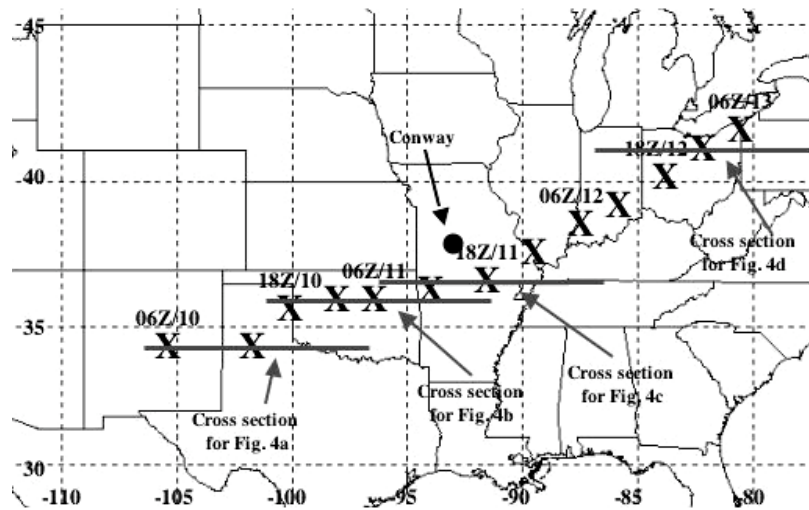 45
06Z/13
Conway
18Z/12
40
06Z/12
Cross section
for Fig. 4d
18Z/11
06Z/11
18Z/10
06Z/10
35
Cross section
for Fig. 4c
Cross section
for Fig. 4b
Cross section
for Fig. 4a
30
-110 -105 -100 -95 -90 -85 -80
X X X X X X X X X X X X X X